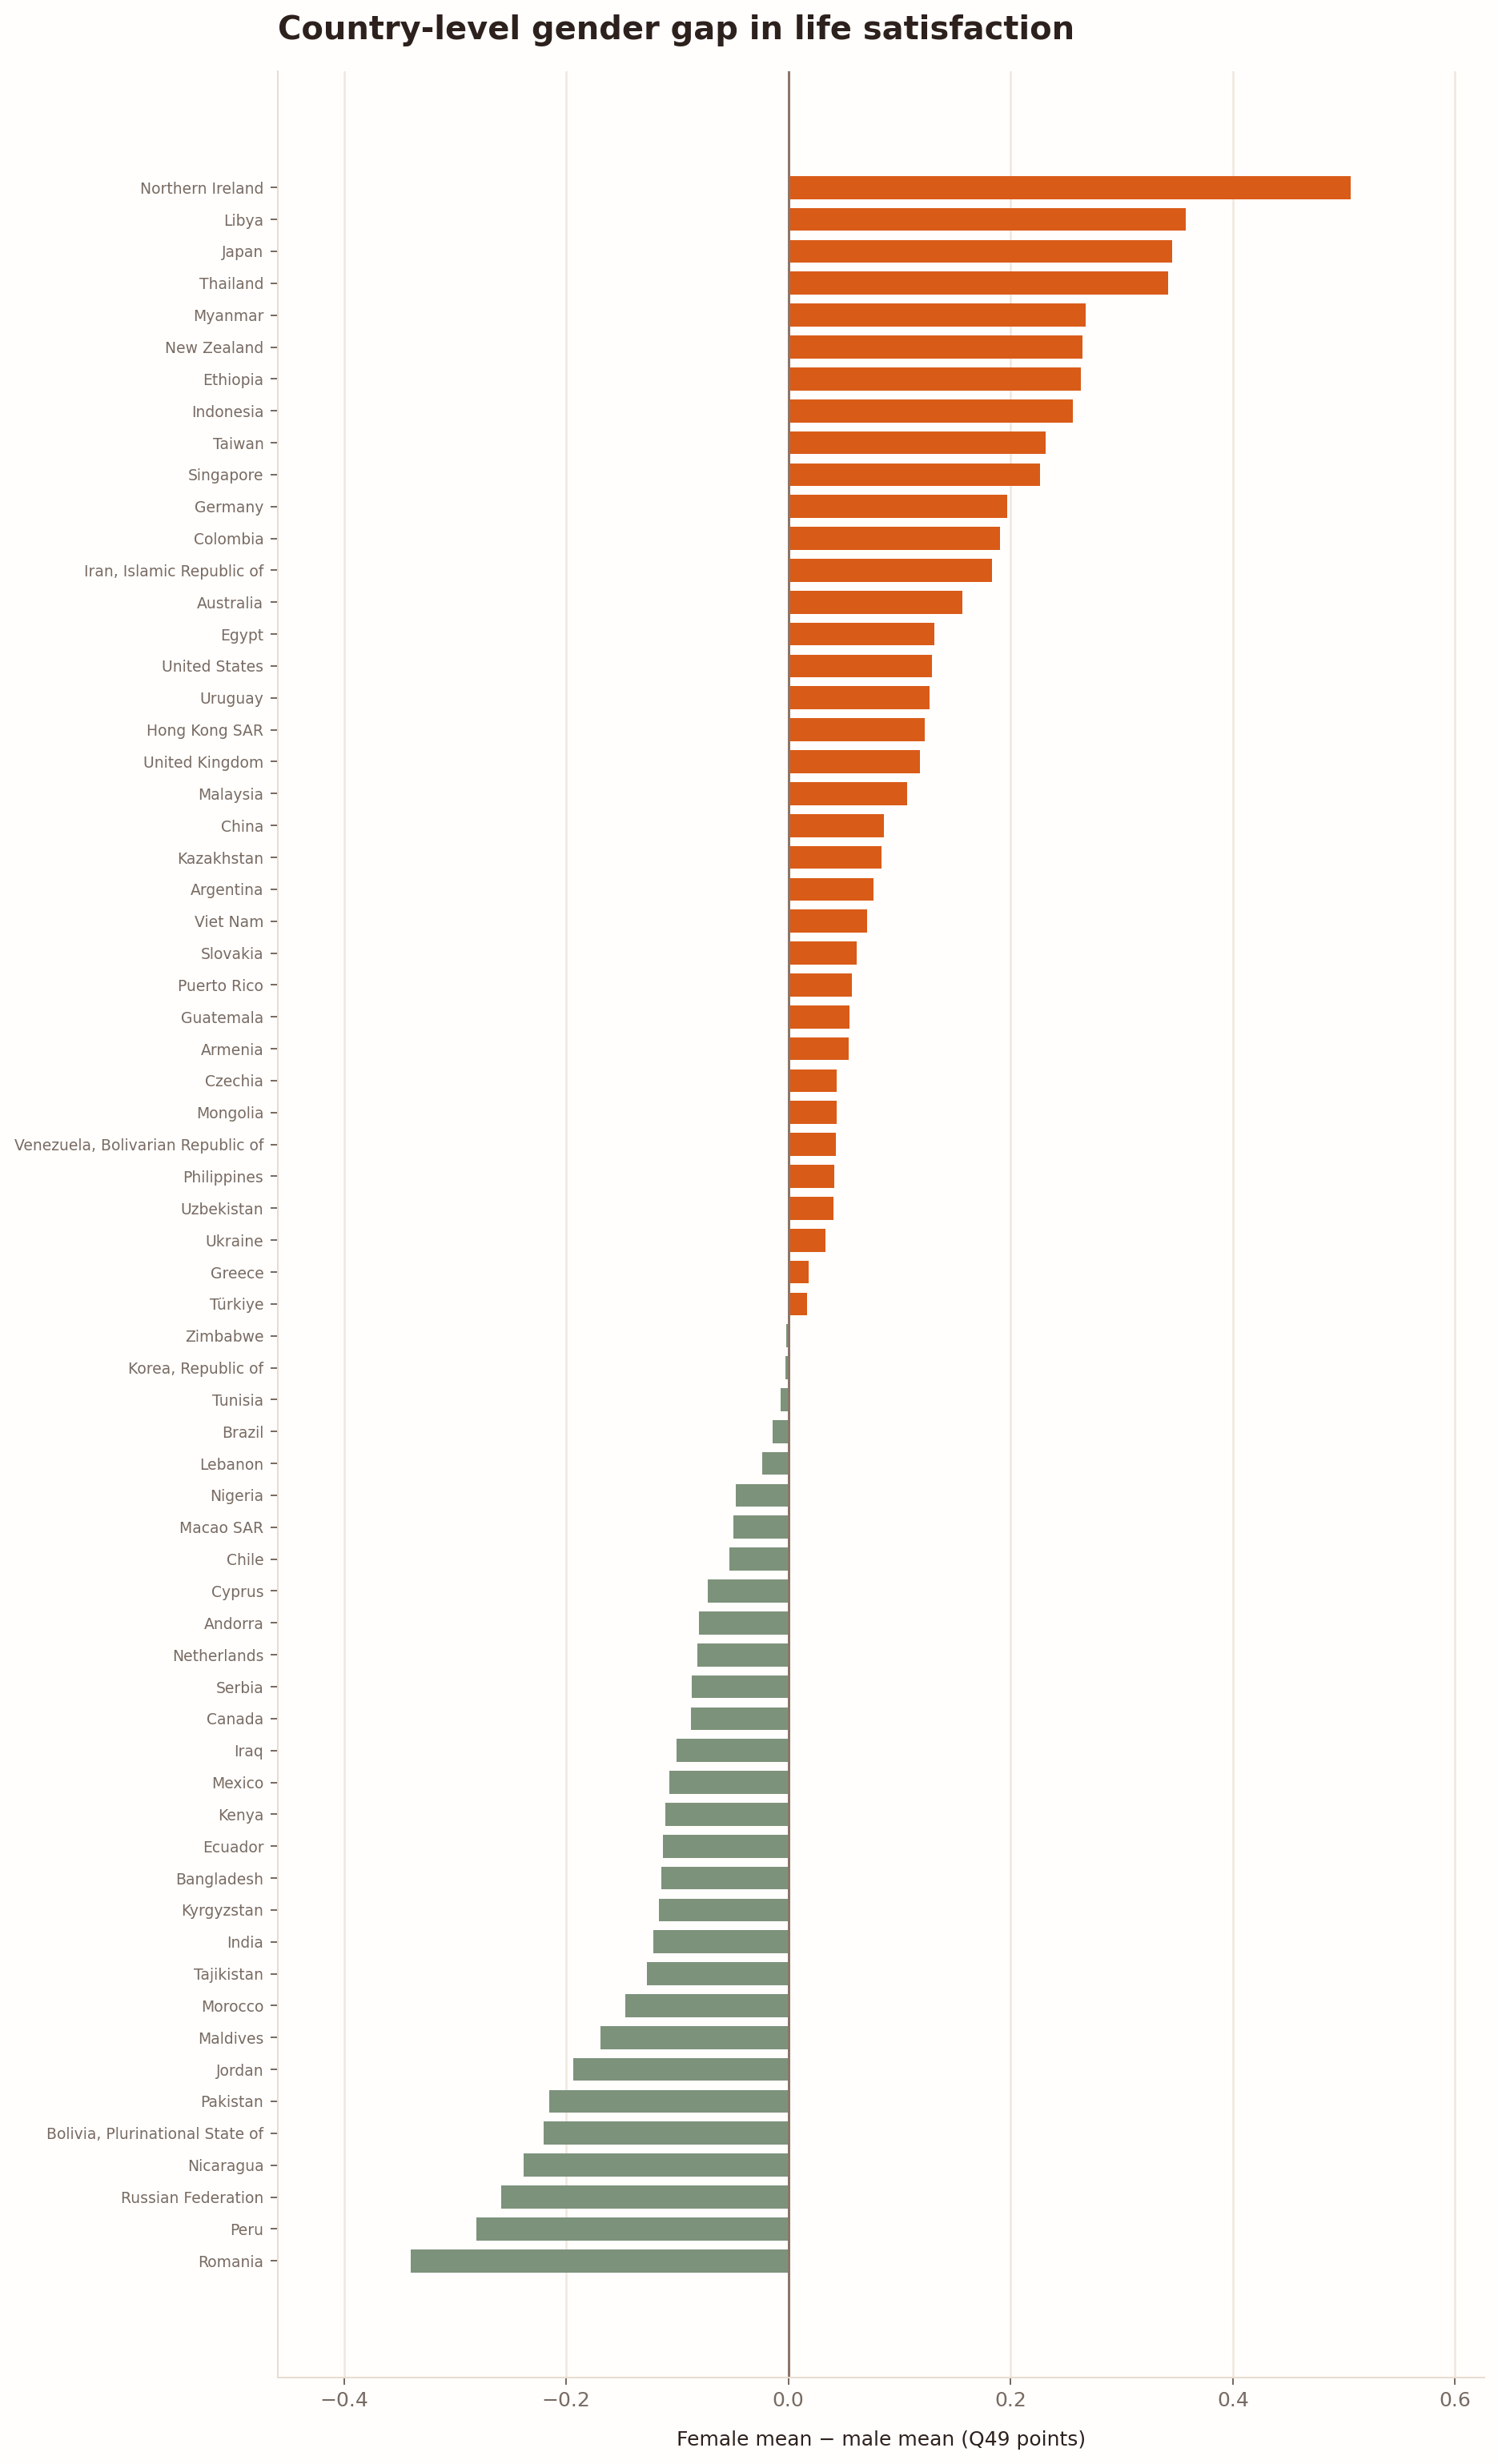 Country-level gender gap in life satisfaction
Northern Ireland
Libya
Japan
Thailand
Myanmar
New Zealand
Ethiopia
Indonesia
Taiwan
Singapore
Germany
Colombia
Iran, Islamic Republic of
Australia
Egypt
United States
Uruguay
Hong Kong SAR
United Kingdom
Malaysia
China
Kazakhstan
Argentina
Viet Nam
Slovakia
Puerto Rico
Guatemala
Armenia
Czechia
Mongolia
Venezuela, Bolivarian Republic of
Philippines
Uzbekistan
Ukraine
Greece
Türkiye
Zimbabwe
Korea, Republic of
Tunisia
Brazil
Lebanon
Nigeria
Macao SAR
Chile
Cyprus
Andorra
Netherlands
Serbia
Canada
Iraq
Mexico
Kenya
Ecuador
Bangladesh
Kyrgyzstan
India
Tajikistan
Morocco
Maldives
Jordan
Pakistan
Bolivia, Plurinational State of
Nicaragua
Russian Federation
Peru
Romania
−0.4 −0.2 0.0 0.2 0.4 0.6
Female mean − male mean (Q49 points)